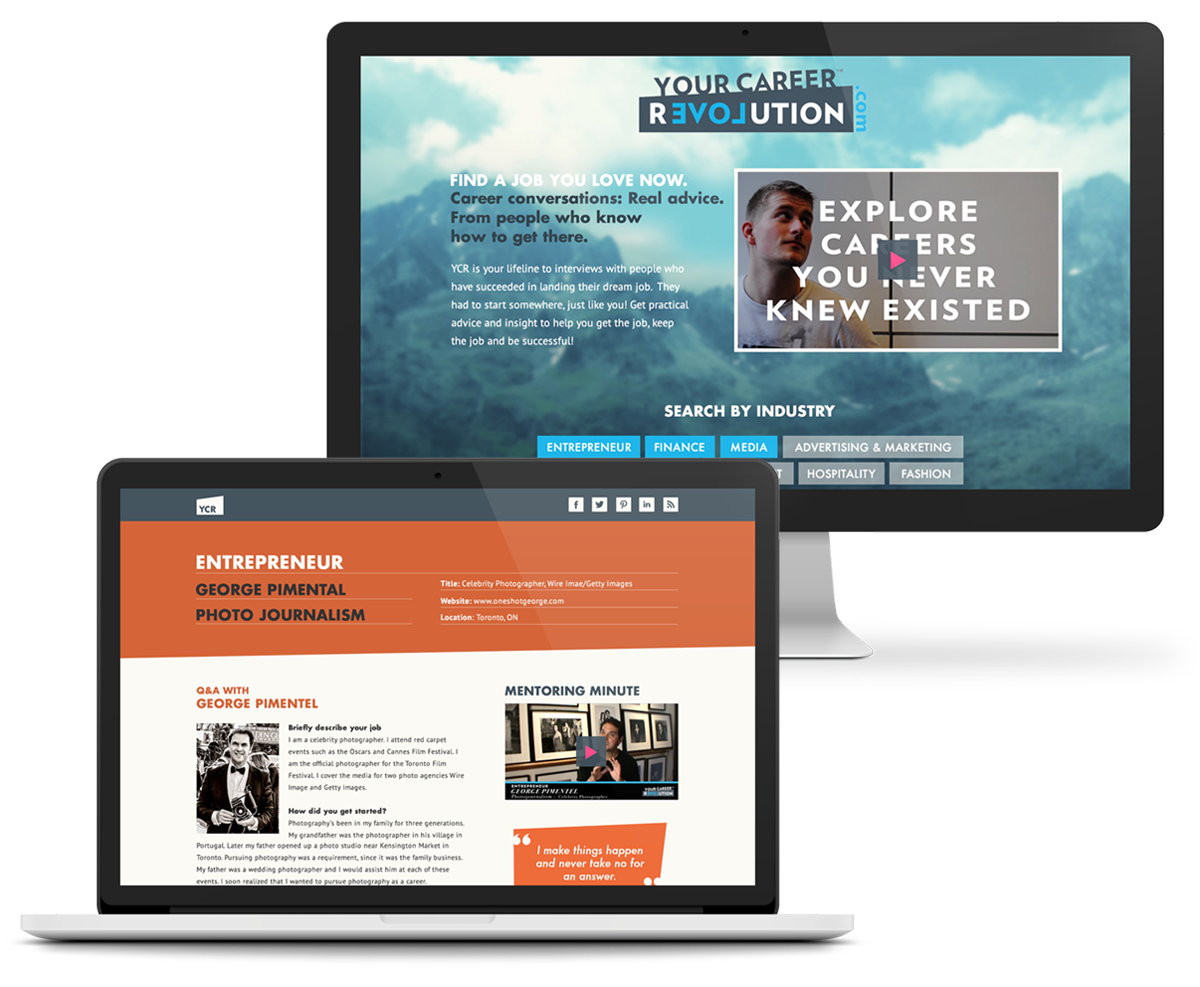 YOUR CAREER
REVOLUTION
.com
FIND A JOB YOU LOVE NOW.
Career conversations: Real advice.
From people who know
how to get there.
YCR is your lifeline to interviews with people who
have succeeded in landing their dream job. They
had to start somewhere, just like you! Get practical
advice and insight to help you get the job, keep
the job and be successful!
EXPLORE
CAREERS
YOU NEVER
KNEW EXISTED
SEARCH BY INDUSTRY
ENTREPRENEUR FINANCE MEDIA ADVERTISING & MARKETING
T HOSPITALITY FASHION
YCR
ENTREPRENEUR
GEORGE PIMENTAL
PHOTO JOURNALISM
Title: Celebrity Photographer, Wire Imae/Getty Images
Website: www.oneshotgeorge.com
Location: Toronto, ON
Q&A WITH
GEORGE PIMENTEL
Briefly describe your job
I am a celebrity photographer. I attend red carpet
events such as the Oscars and Cannes Film Festival. I
am the official photographer for the Toronto Film
Festival. I cover the media for two photo agencies Wire
Image and Getty Images.
How did you get started?
Photography's been in my family for three generations.
My grandfather was the photographer in his village in
Portugal. Later my father opened up a photo studio near Kensington Market in
Toronto. Pursuing photography was a requirement, since it was the family business.
My father was a wedding photographer and I would assist him at each of these
events. I soon realized that I wanted to pursue photography as a career.
MENTORING MINUTE
ENTREPRENEUR
GEORGE PIMENTEL
Photojournalism - Celebrity Photographer
YOUR CAREER
REVOLUTION
“I make things happen
and never take no for
an answer.”